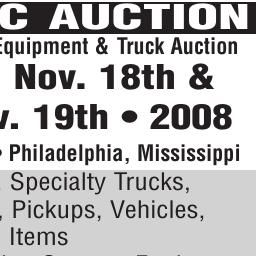 C AUCTION
Equipment & Truck Auction
Nov. 18th &
v. 19th • 2008
• Philadelphia, Mississippi
Specialty Trucks,
, Pickups, Vehicles,
Items